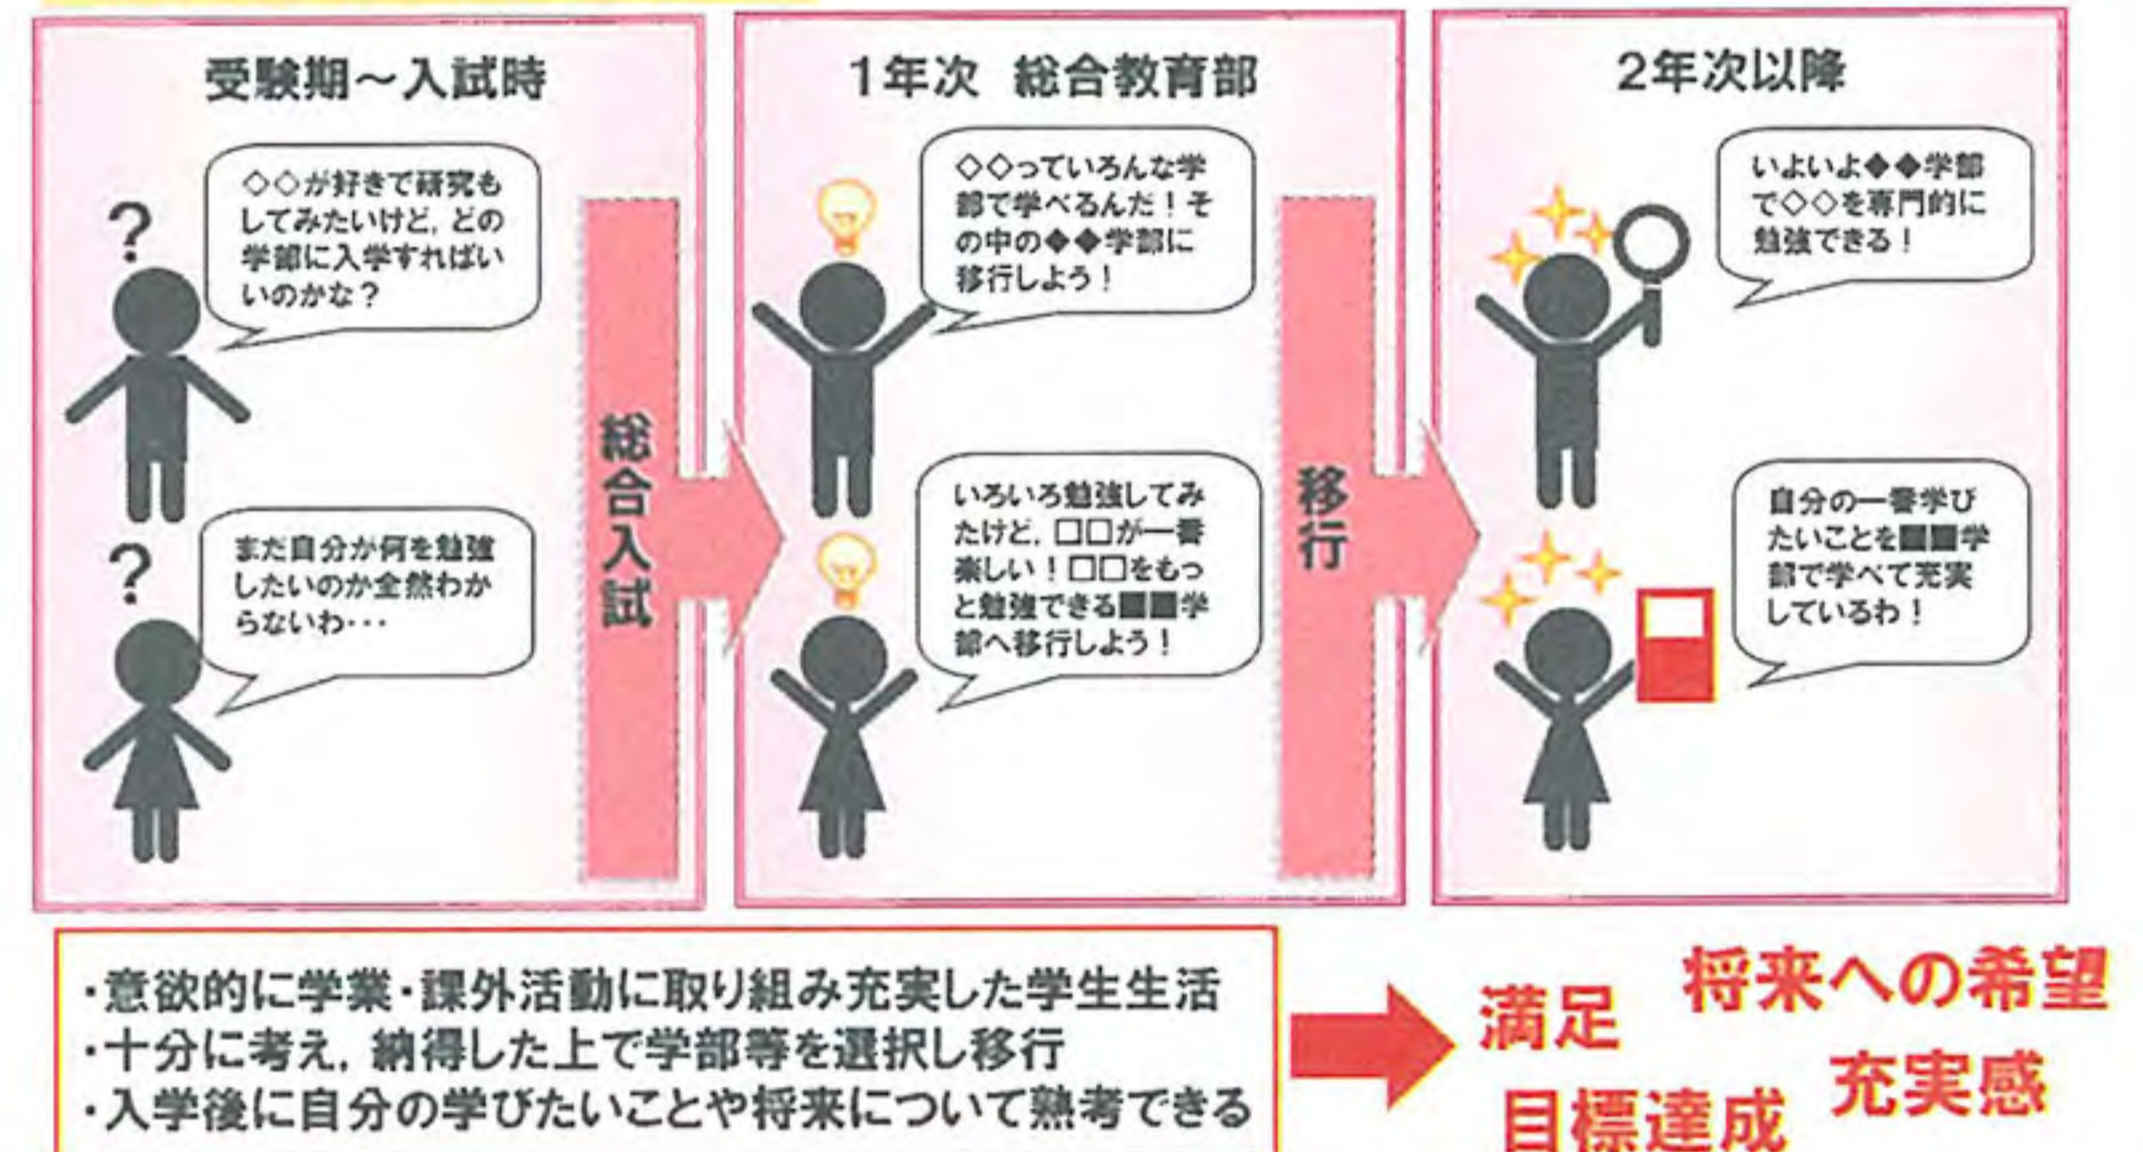 受験期～入試時
◇◇が好きで研究も
してみたいけど,どの
学部に入学すればい
いのかな？
?
まだ自分が何を勉強
したいのか全然わか
らないわ･･･
?
総合入試
1年次 総合教育部
◇◇っていろんな学
部で学べるんだ！そ
の中の◆◆学部に
移行しよう！
いろいろ勉強してみ
たけど,□□が一番
楽しい！□□をもっ
と勉強できる■■学
部へ移行しよう！
移行
2年次以降
いよいよ◆◆学部
で◇◇を専門的に
勉強できる！
自分の一番学び
たいことを■■学
部で学べて充実
しているわ！
･意欲的に学業･課外活動に取り組み充実した学生生活
･十分に考え,納得した上で学部等を選択し移行
･入学後に自分の学びたいことや将来について熟考できる
将来への希望
満足
充実感
目標達成